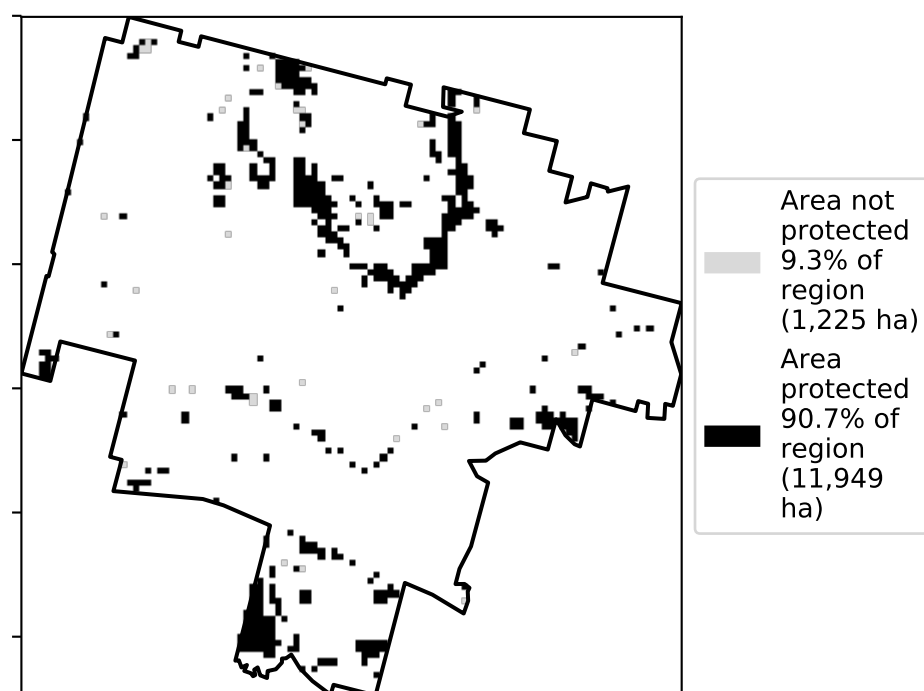 Area not
protected
9.3% of
region
(1,225 ha)
Area
protected
90.7% of
region
(11,949
ha)